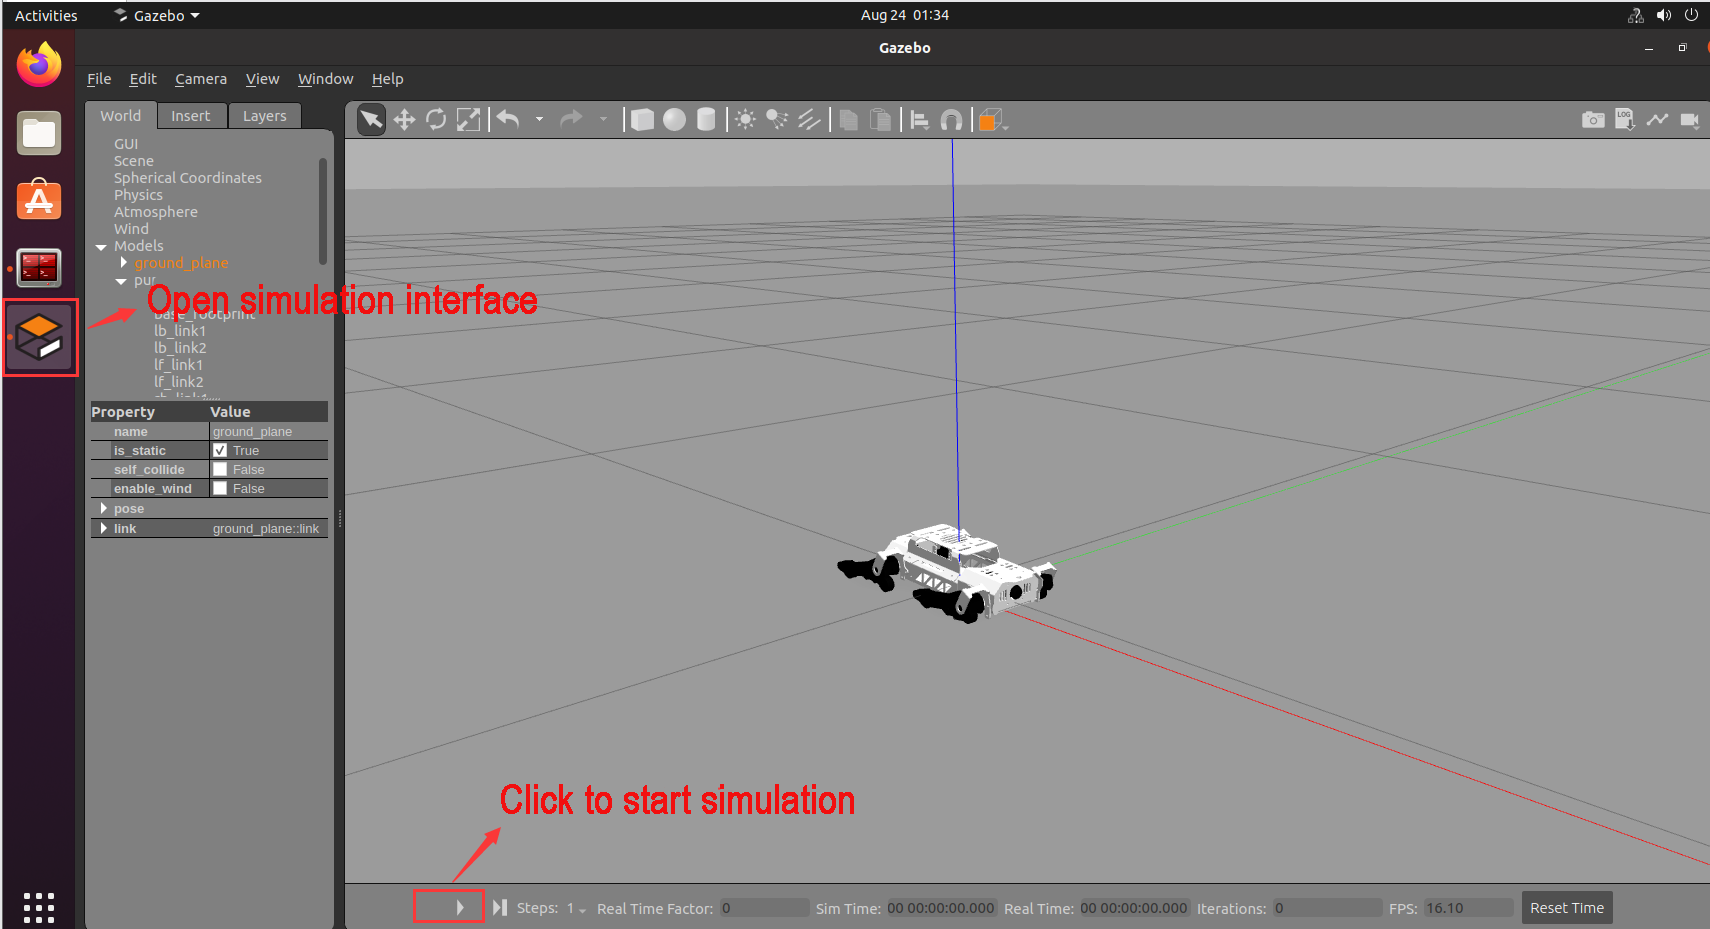 Activities
Gazebo
Aug 24 01:34
Gazebo
File Edit Camera View Window Help
World Insert Layers
LOG
GUI
Scene
Spherical Coordinates
Physics
Atmosphere
Wind
Models
ground_plane
pup
Open simulation interface
base_footprint
lb_link1
lb_link2
lf_link1
lf_link2
Property Value
name ground_plane
is_static True
self_collide False
enable_wind False
pose
link ground_plane::link
Click to start simulation
Steps: 1 Real Time Factor: 0 Sim Time: 00 00:00:00.000 Real Time: 00 00:00:00.000 Iterations: 0 FPS: 16.10 Reset Time